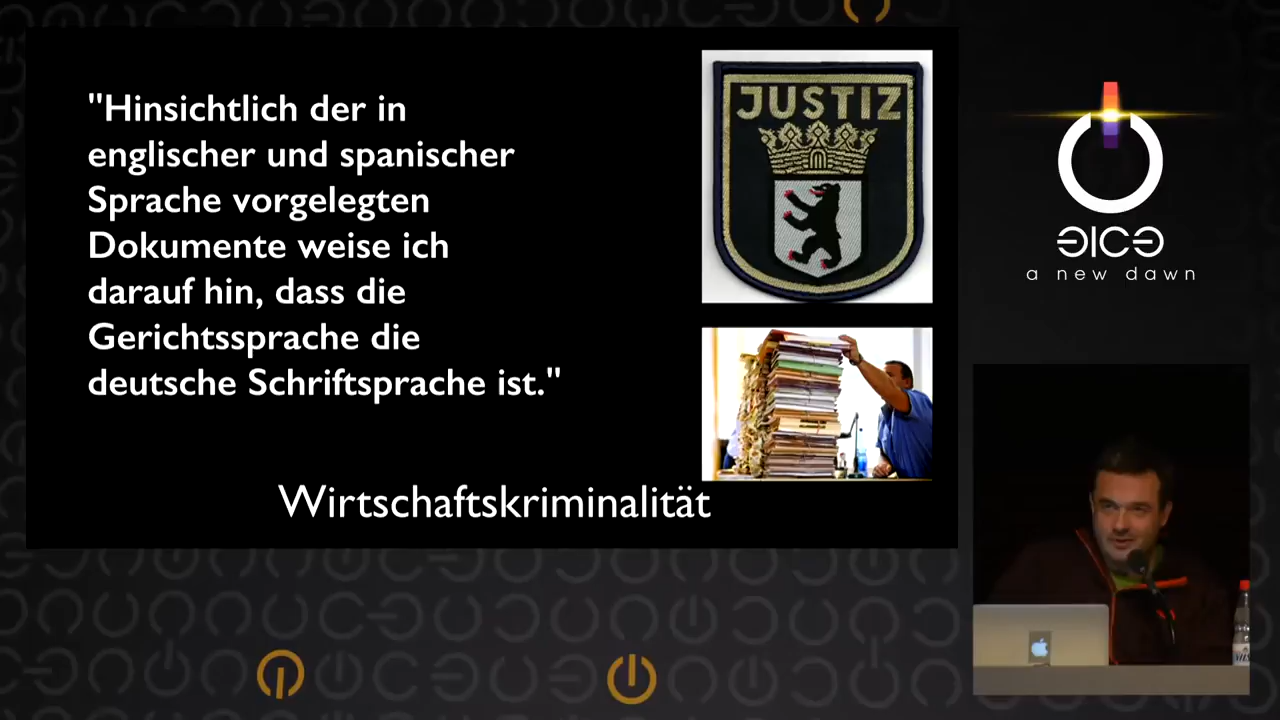 "Hinsichtlich der in
englischer und spanischer
Sprache vorgelegten
Dokumente weise ich
darauf hin, dass die
Gerichtssprache die
deutsche Schriftsprache ist."
Wirtschaftskriminalität
JUSTIZ
a new dawn